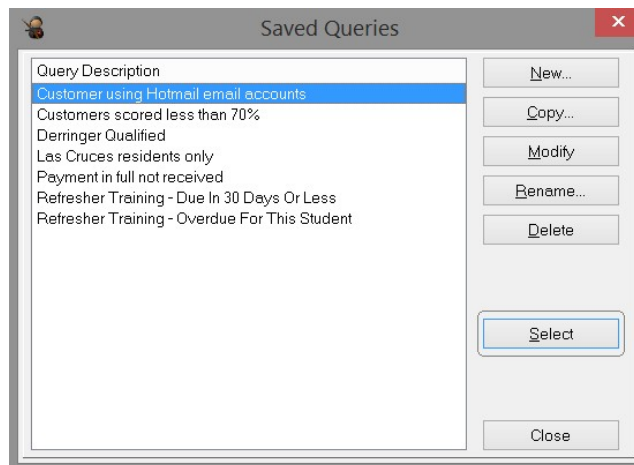 Saved Queries
x
Query Description
Customer using Hotmail email accounts
Customers scored less than 70%
Derringer Qualified
Las Cruces residents only
Payment in full not received
Refresher Training - Due In 30 Days Or Less
Refresher Training - Overdue For This Student
New...
Copy...
Modify
Rename...
Delete
Select
Close